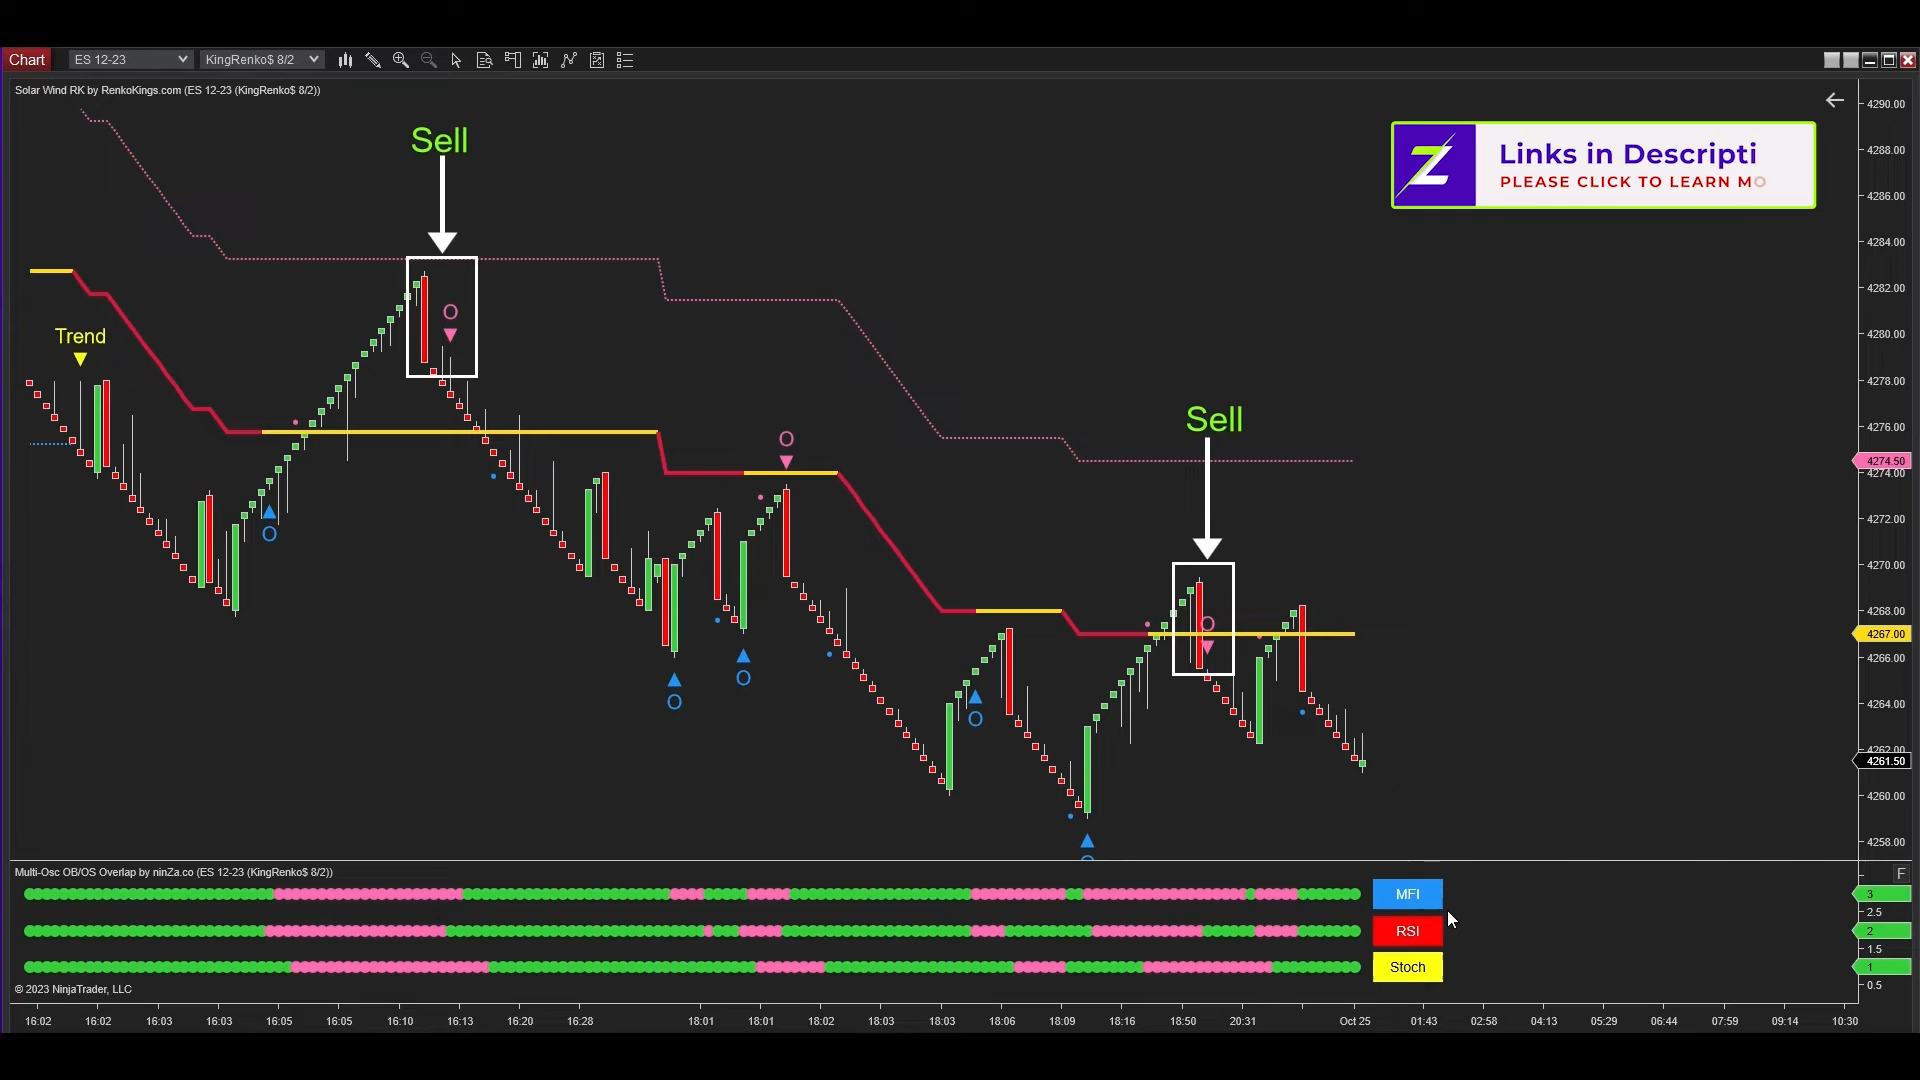 Chart
ES 12-23
KingRenko$ 8/2
Solar Wind RK by RenkoKings.com (ES 12-23 (KingRenko$ 8/2))
Sell
Links in Descripti
PLEASE CLICK TO LEARN MO
Trend
O
O
O
Sell
O
O
O
O
4290.00
4288.00
4286.00
4284.00
4282.00
4280.00
4278.00
4276.00
4274.50
4274.00
4272.00
4270.00
4268.00
4267.00
4266.00
4264.00
4262.00
4261.50
4260.00
4258.00
Multi-Osc OB/OS Overlap by ninZa.co (ES 12-23 (KingRenko$ 8/2))
F
MFI
3
2.5
RSI
2
1.5
Stoch
1
0.5
© 2023 NinjaTrader, LLC
16:02 16:02 16:03 16:03 16:05 16:05 16:10 16:13 16:20 16:28 18:01 18:01 18:02 18:03 18:03 18:06 18:09 18:16 18:50 20:31 Oct 25 01:43 02:58 04:13 05:29 06:44 07:59 09:14 10:30